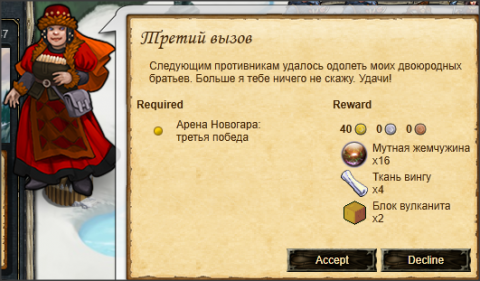 7
Третий вызов
Следующим противникам удалось одолеть моих двоюродных
братьев. Больше я тебе ничего не скажу. Удачи!
Required
Арена Новогара:
третья победа
Reward
40 0 0
Мутная жемчужина
x16
Ткань вингу
x4
Блок вулканита
x2
Accept Decline